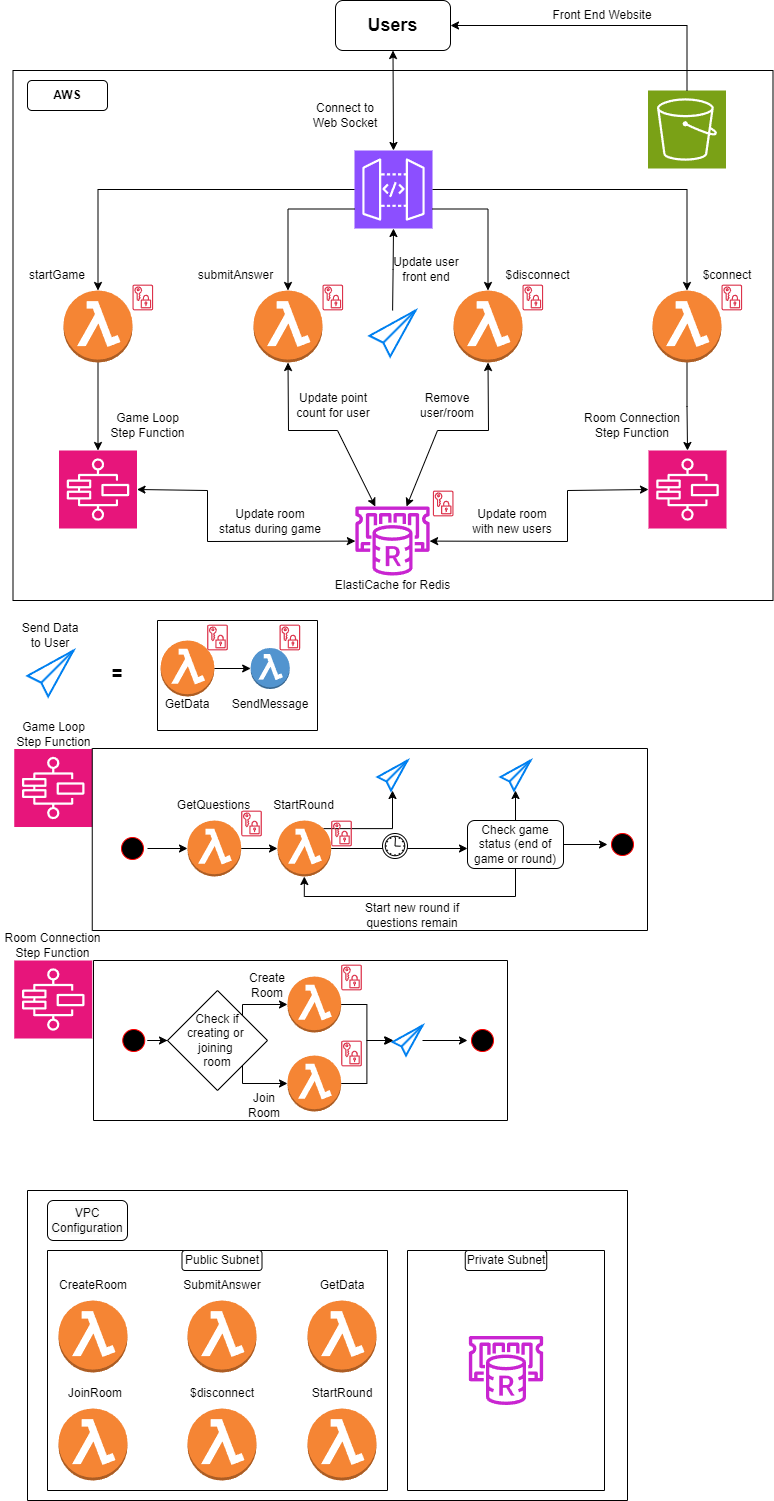 Users
Front End Website
AWS
Connect to
Web Socket
</>
Update user
front end
startGame
submitAnswer
$disconnect
$connect
Update point
count for user
Remove
user/room
Game Loop
Step Function
Room Connection
Step Function
Update room
status during game
Update room
with new users
R
ElastiCache for Redis
Send Data
to User
=
GetData
SendMessage
Game Loop
Step Function
GetQuestions
StartRound
Check game
status (end of
game or round)
Start new round if
questions remain
Room Connection
Step Function
Create
Room
Check if
creating or
joining
room
Join
Room
VPC
Configuration
Public Subnet
Private Subnet
CreateRoom
SubmitAnswer
GetData
R
JoinRoom
$disconnect
StartRound